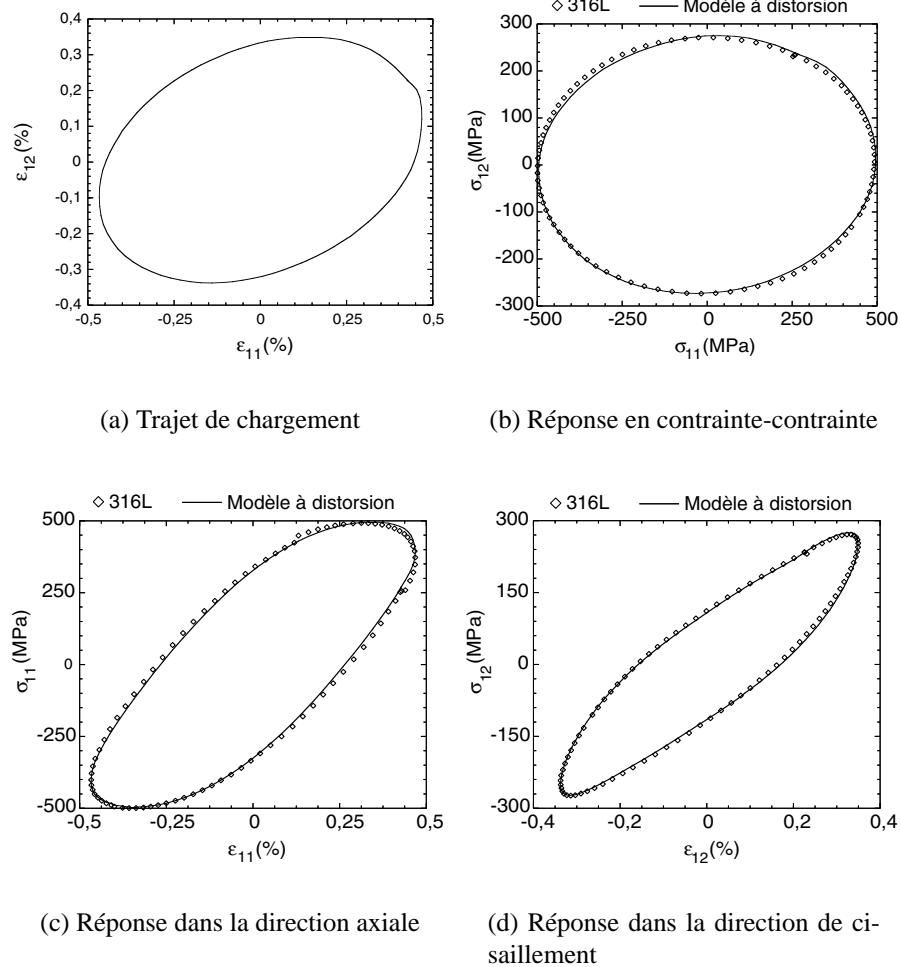 0,4
0,3
0,2
0,1
0
-0,1
-0,2
-0,3
-0,4
ε12(%)
-0,5 -0,25 0 0,25 0,5
ε11(%)
(a) Trajet de chargement
316L Modèle à distorsion
300
200
100
0
-100
-200
-300
σ12(MPa)
-500 -250 0 250 500
σ11(MPa)
(b) Réponse en contrainte-contrainte
316L Modèle à distorsion
500
250
0
-250
-500
σ11(MPa)
-0,5 -0,25 0 0,25 0,5
ε11(%)
(c) Réponse dans la direction axiale
316L Modèle à distorsion
300
150
0
-150
-300
σ12(MPa)
-0,4 -0,2 0 0,2 0,4
ε12(%)
(d) Réponse dans la direction de ci-
saillement